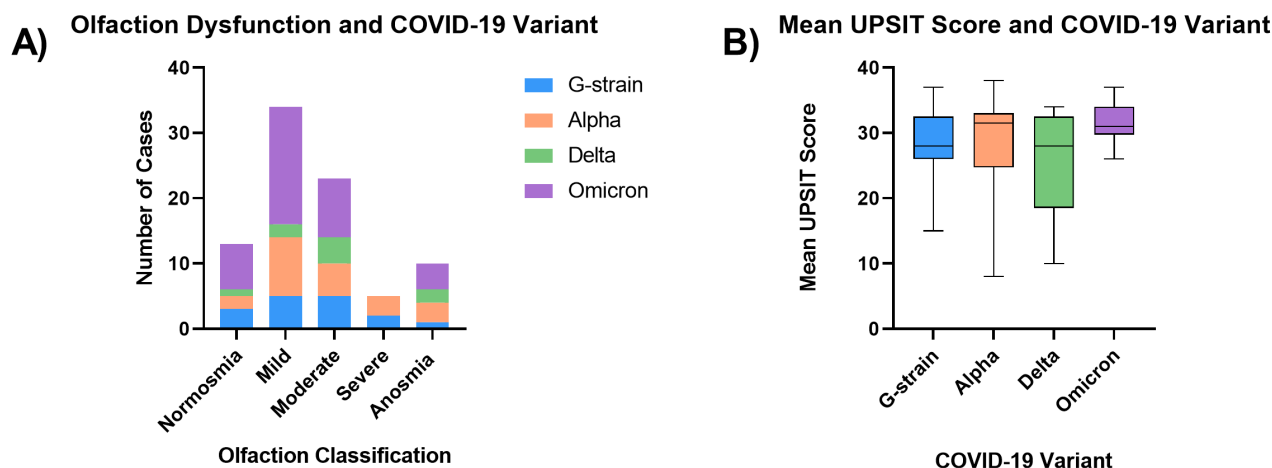 A)
Olfaction Dysfunction and COVID-19 Variant
Number of Cases
40
30
20
10
0
Normosmia
Mild
Moderate
Severe
Anosmia
Olfaction Classification
G-strain
Alpha
Delta
Omicron
B)
Mean UPSIT Score and COVID-19 Variant
Mean UPSIT Score
40
30
20
10
0
G-strain
Alpha
Delta
Omicron
COVID-19 Variant